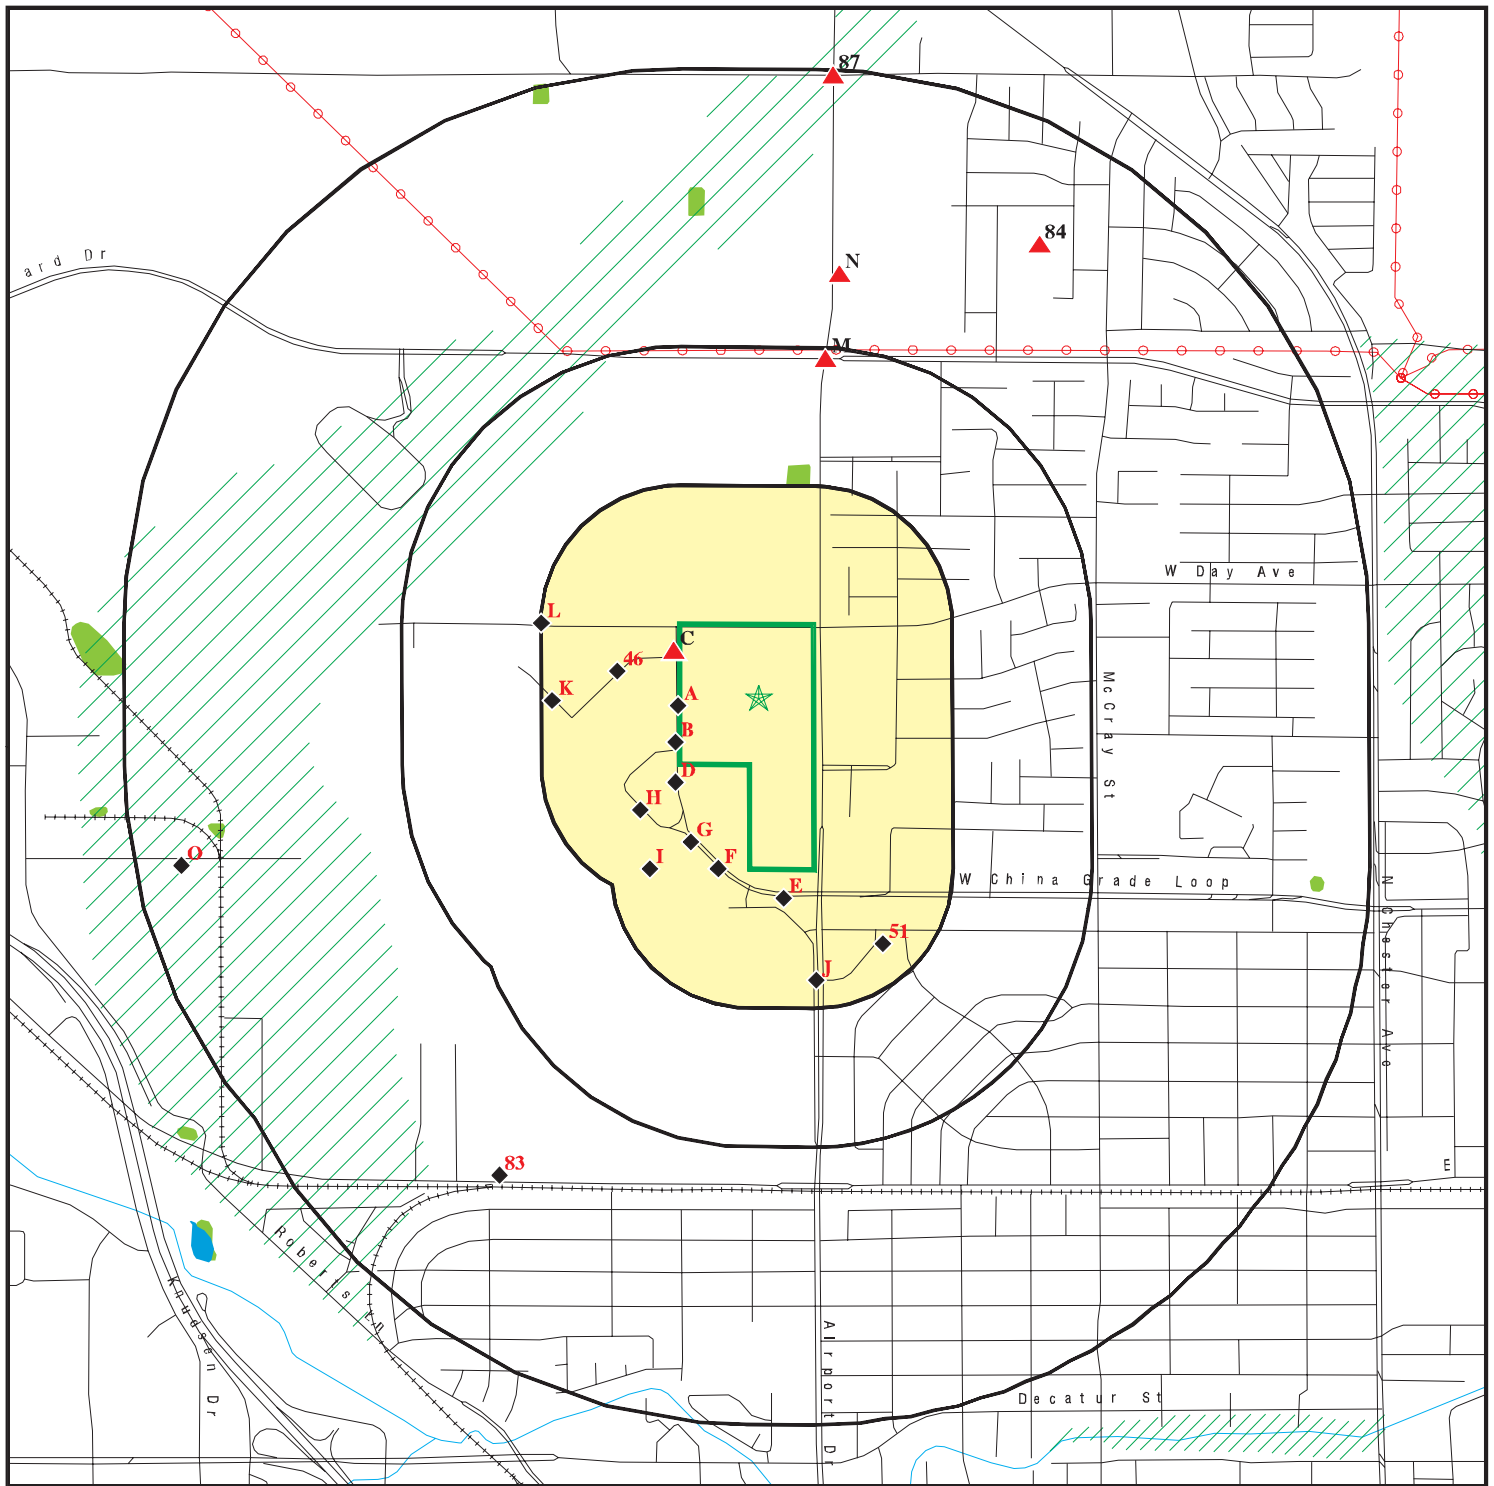 87
84
ard Dr
N
M
W Day Ave
L
C
46
A
K
McCray St
B
D
H
G
O
I
F
W China Grade Loop
E
N Chester Ave
51
J
83
E
Roberts Ln
Knudsen Dr
Airport Dr
Decatur St